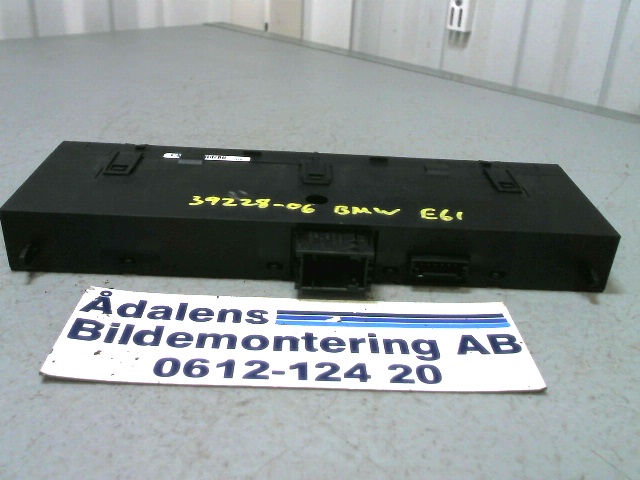 39228-06 BMW E61
Ådalens
Bildemontering AB
0612-124 20